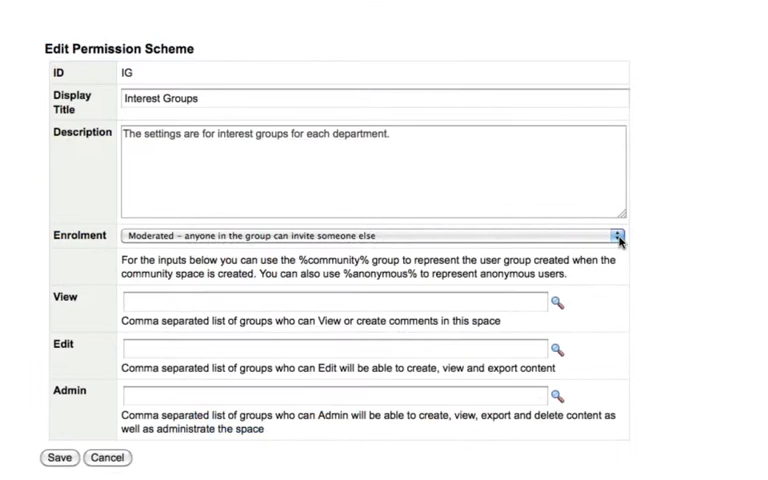 Edit Permission Scheme
ID IG
Display Title Interest Groups
Description The settings are for interest groups for each department.
Enrolment Moderated – anyone in the group can invite someone else
For the inputs below you can use the %community% group to represent the user group created when the
community space is created. You can also use %anonymous% to represent anonymous users.
View
Comma separated list of groups who can View or create comments in this space
Edit
Comma separated list of groups who can Edit will be able to create, view and export content
Admin
Comma separated list of groups who can Admin will be able to create, view, export and delete content as
well as administrate the space
Save Cancel